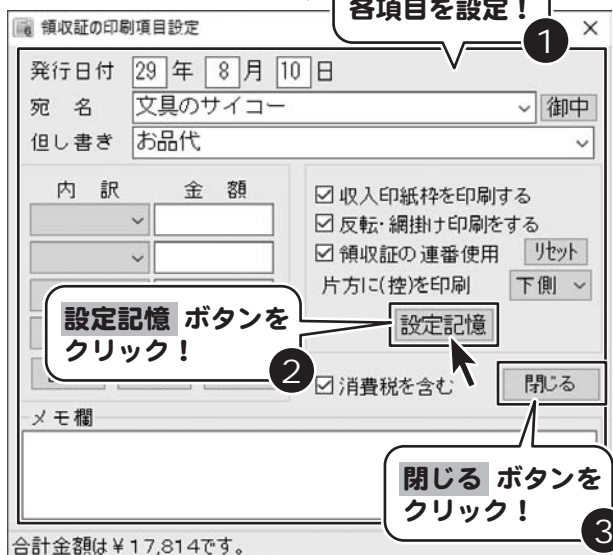 各項目を設定！
1
領収証の印刷項目設定
発行日付 29 年 8 月 10 日
宛名 文具のサイコー 御中
但し書き お品代
内訳 金額
☑収入印紙枠を印刷する
☑反転・網掛け印刷をする
☑領収証の連番使用 リセット
片方に(控)を印刷 下側
設定記憶 ボタンを
クリック！
2
設定記憶
☑消費税を含む 閉じる
メモ欄
閉じる ボタンを
クリック！
3
合計金額は￥17,814です。